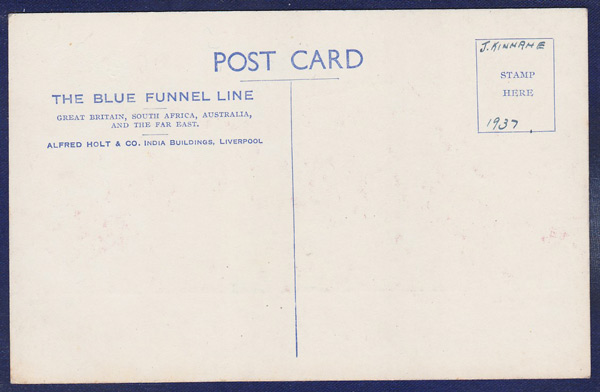 POST CARD
THE BLUE FUNNEL LINE
GREAT BRITAIN, SOUTH AFRICA, AUSTRALIA,
AND THE FAR EAST.
ALFRED HOLT & CO. INDIA BUILDINGS, LIVERPOOL
J. KINNAME
STAMP
HERE
1937